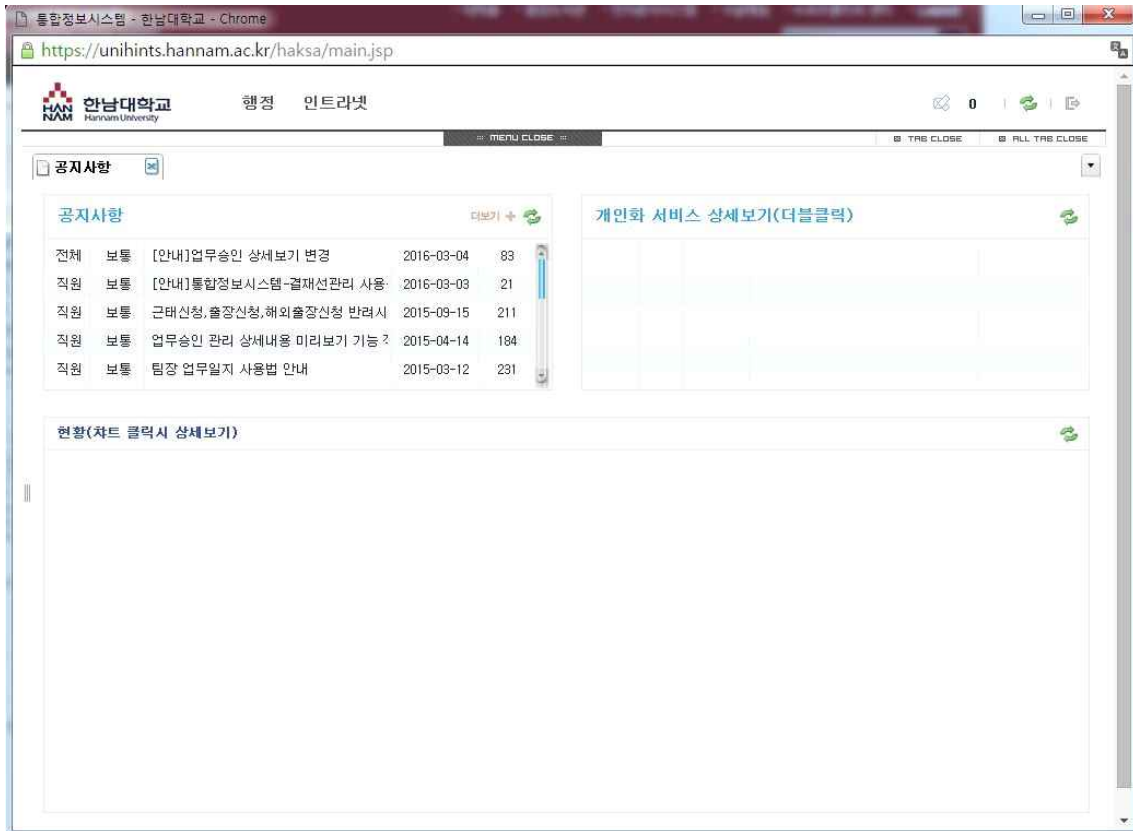 통합정보시스템 - 한남대학교 - Chrome
https://unihints.hannam.ac.kr/haksa/main.jsp
HAN NAM 한남대학교 Hannam University 행정 인트라넷 0
:: MENU CLOSE :: TAB CLOSE ALL TAB CLOSE
공지사항
공지사항 더보기 개인화 서비스 상세보기(더블클릭)
전체 보통 [안내]업무승인 상세보기 변경 2016-03-04 83
직원 보통 [안내]통합정보시스템-결재선관리 사용 2016-03-03 21
직원 보통 근태신청,출장신청,해외출장신청 반려시 2015-09-15 211
직원 보통 업무승인 관리 상세내용 미리보기 기능 2015-04-14 184
직원 보통 팀장 업무일지 사용법 안내 2015-03-12 231
현황(챠트 클릭시 상세보기)